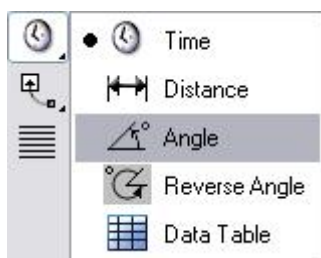 Time
Distance
Angle
Reverse Angle
Data Table